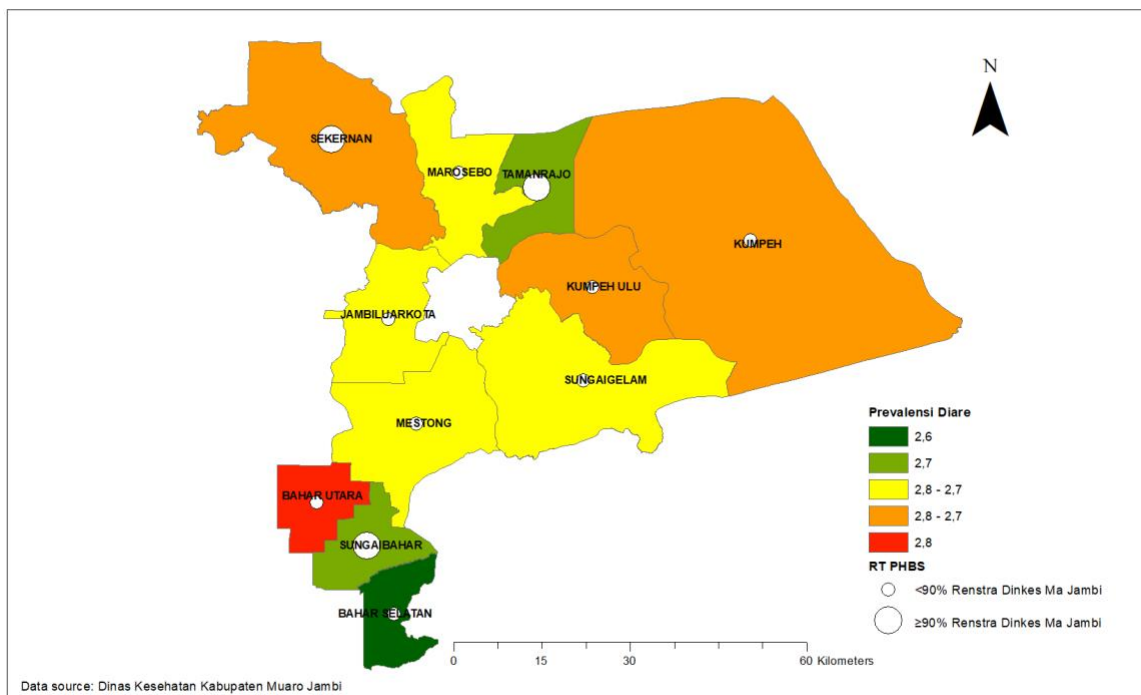 N
SEKERNAN
MAROSEBO
TAMANRAJO
KUMPEH
KUMPEH ULU
JAMBILUARKOTA
SUNGAIGELAM
MESTONG
BAHAR UTARA
SUNGAIBAHAR
BAHAR SELATAN
Prevalensi Diare
2,6
2,7
2,8 - 2,7
2,8 - 2,7
2,8
RT PHBS
<90% Renstra Dinkes Ma Jambi
≥90% Renstra Dinkes Ma Jambi
0 15 30 60 Kilometers
Data source: Dinas Kesehatan Kabupaten Muaro Jambi